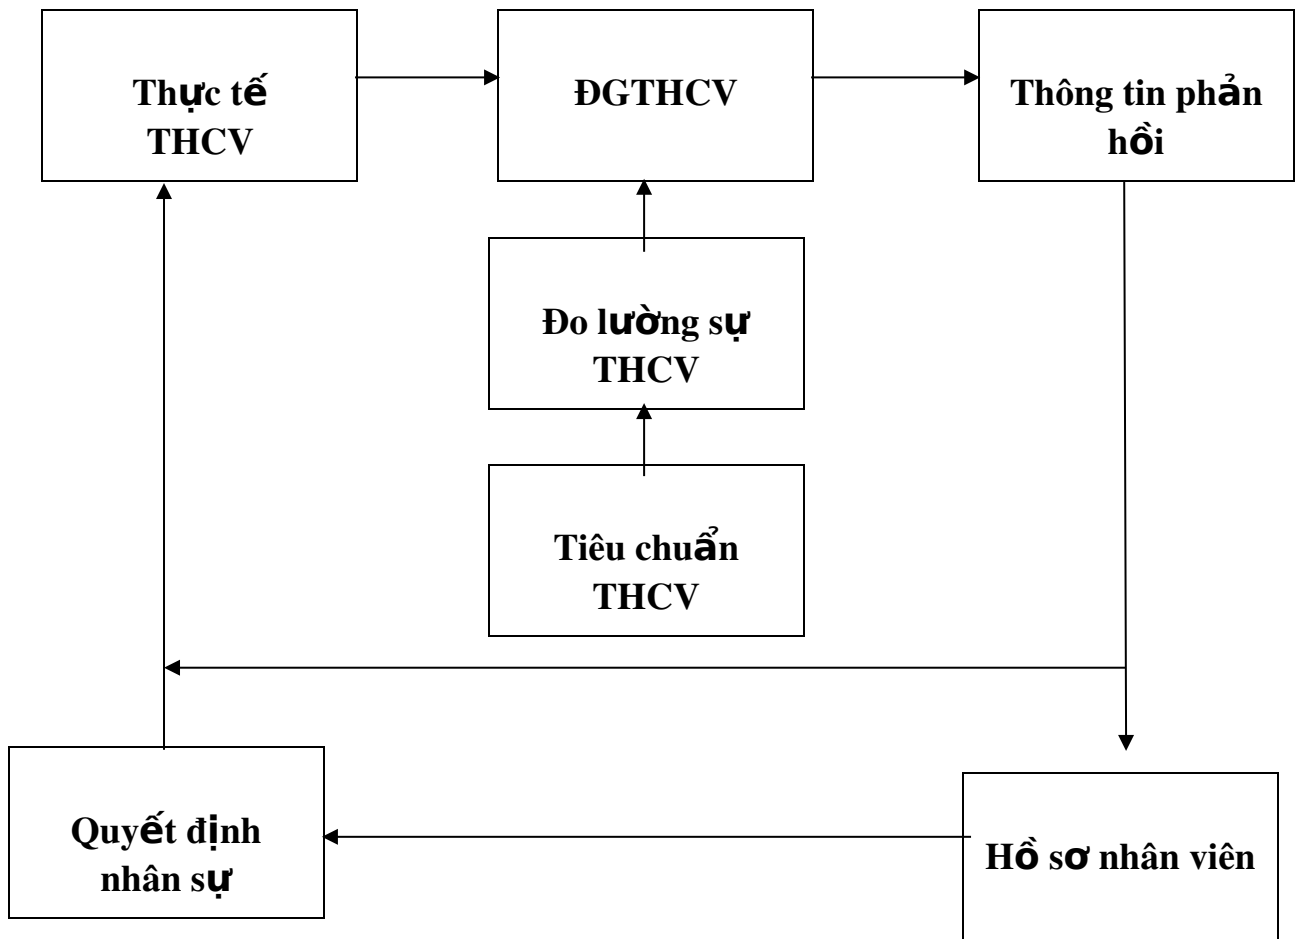 Thực tế
THCV
ĐGTHCV
Thông tin phản
hồi
Đo lường sự
THCV
Tiêu chuẩn
THCV
Quyết định
nhân sự
Hồ sơ nhân viên